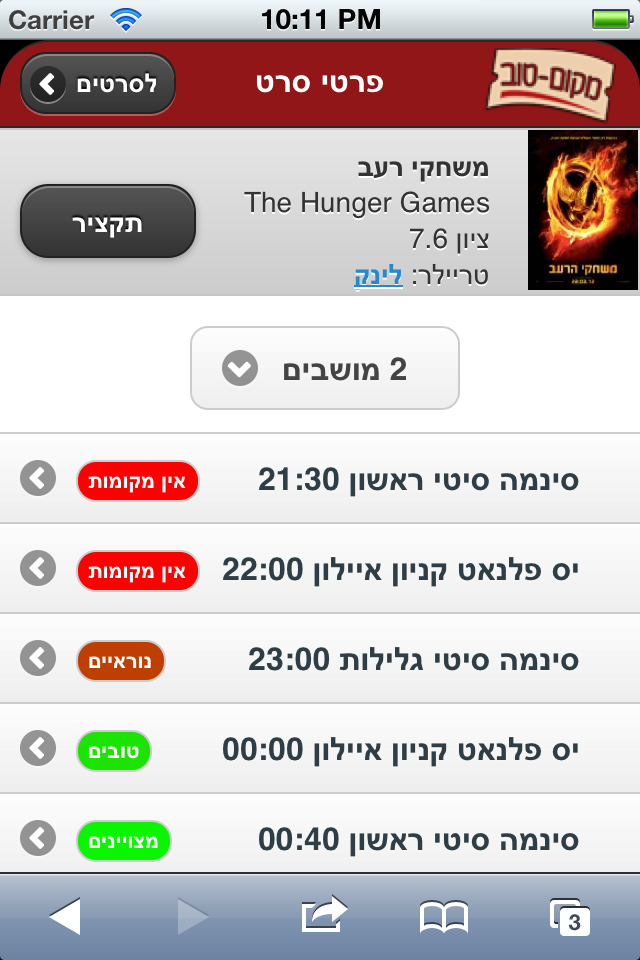 Carrier 10:11 PM
מקום-טוב
פרטי סרט
לסרטים
משחקי רעב
The Hunger Games
ציון 7.6
טריילר: לינק
תקציר
משחקי הרעב
2 מושבים
סינמה סיטי ראשון 21:30 אין מקומות
יס פלנאט קניון איילון 22:00 אין מקומות
סינמה סיטי גלילות 23:00 נוראיים
יס פלנאט קניון איילון 00:00 טובים
סינמה סיטי ראשון 00:40 מצויינים
3